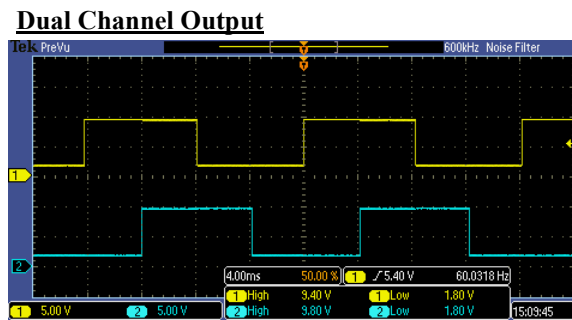 Dual Channel Output
Tek PreVu 600kHz Noise Filter
1
2
4.00ms 50.00 % 1 5.40 V 60.0318 Hz
1 High 9.40 V 1 Low 1.80 V
1 5.00 V 2 5.00 V 2 High 9.80 V 2 Low 1.80 V 15:09:45